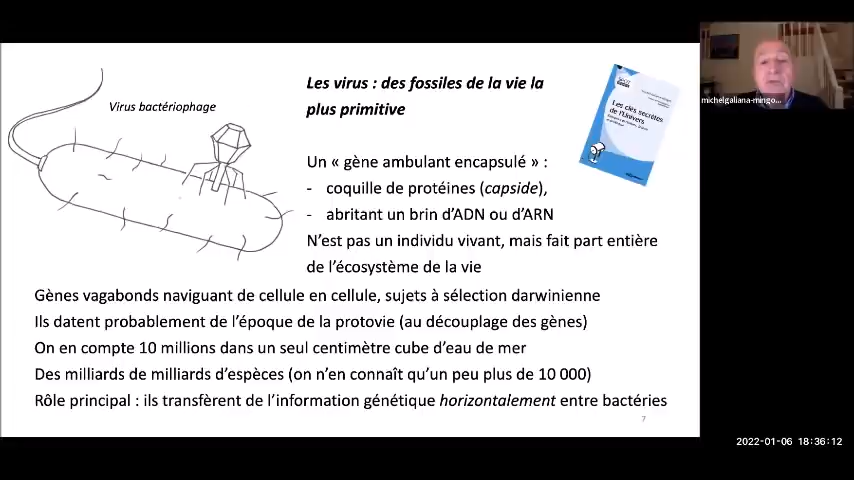 Virus bactériophage
Les virus : des fossiles de la vie la
plus primitive
Un « gène ambulant encapsulé » :
- coquille de protéines (capside),
- abritant un brin d'ADN ou d'ARN
N'est pas un individu vivant, mais fait part entière
de l'écosystème de la vie
Gènes vagabonds naviguant de cellule en cellule, sujets à sélection darwinienne
Ils datent probablement de l'époque de la protovie (au découplage des gènes)
On en compte 10 millions dans un seul centimètre cube d'eau de mer
Des milliards de milliards d'espèces (on n'en connaît qu'un peu plus de 10 000)
Rôle principal : ils transfèrent de l'information génétique horizontalement entre bactéries
7
Les clés secrètes
de l'Univers
michelgaliana-mingo...
2022-01-06 18:36:12